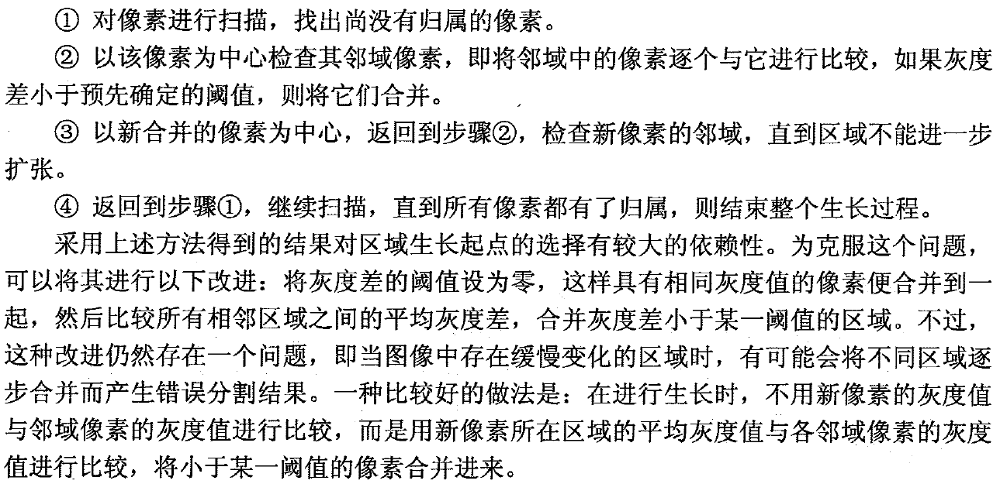 ① 对像素进行扫描，找出尚没有归属的像素。
② 以该像素为中心检查其邻域像素，即将邻域中的像素逐个与它进行比较，如果灰度
差小于预先确定的阈值，则将它们合并。
③ 以新合并的像素为中心，返回到步骤②，检查新像素的邻域，直到区域不能进一步
扩张。
④ 返回到步骤①，继续扫描，直到所有像素都有了归属，则结束整个生长过程。
采用上述方法得到的结果对区域生长起点的选择有较大的依赖性。为克服这个问题，
可以将其进行以下改进：将灰度差的阈值设为零，这样具有相同灰度值的像素便合并到一
起，然后比较所有相邻区域之间的平均灰度差，合并灰度差小于某一阈值的区域。不过，
这种改进仍然存在一个问题，即当图像中存在缓慢变化的区域时，有可能会将不同区域逐
步合并而产生错误分割结果。一种比较好的做法是：在进行生长时，不用新像素的灰度值
与邻域像素的灰度值进行比较，而是用新像素所在区域的平均灰度值与各邻域像素的灰度
值进行比较，将小于某一阈值的像素合并进来。